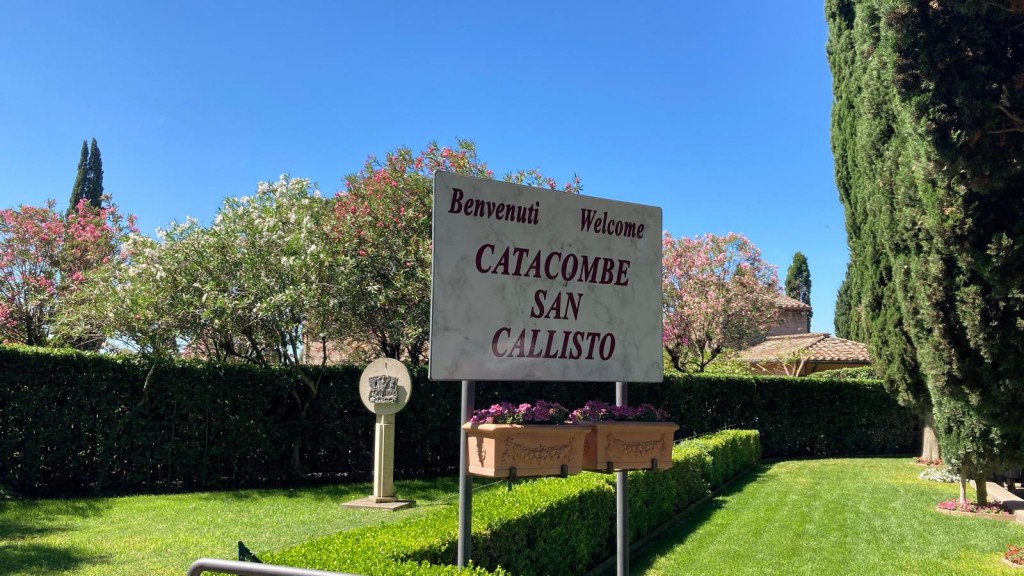 Benvenuti Welcome
CATACOMBE
SAN
CALLISTO